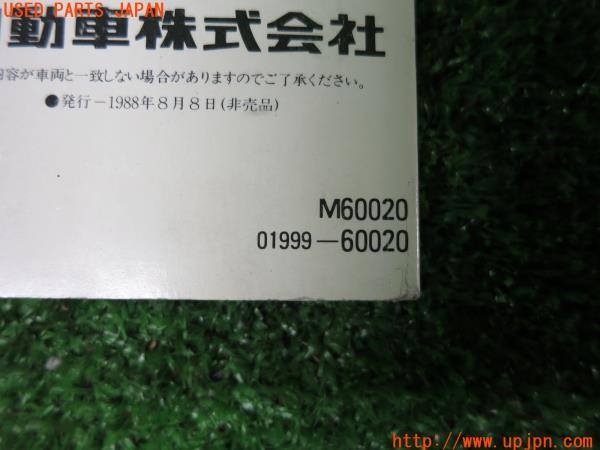 USED PARTS JAPAN
動車株式会社
内容が車両と一致しない場合がありますのでご了承ください。
●発行－1988年8月8日(非売品)
M60020
01999－60020
http://www.upjpn.com/